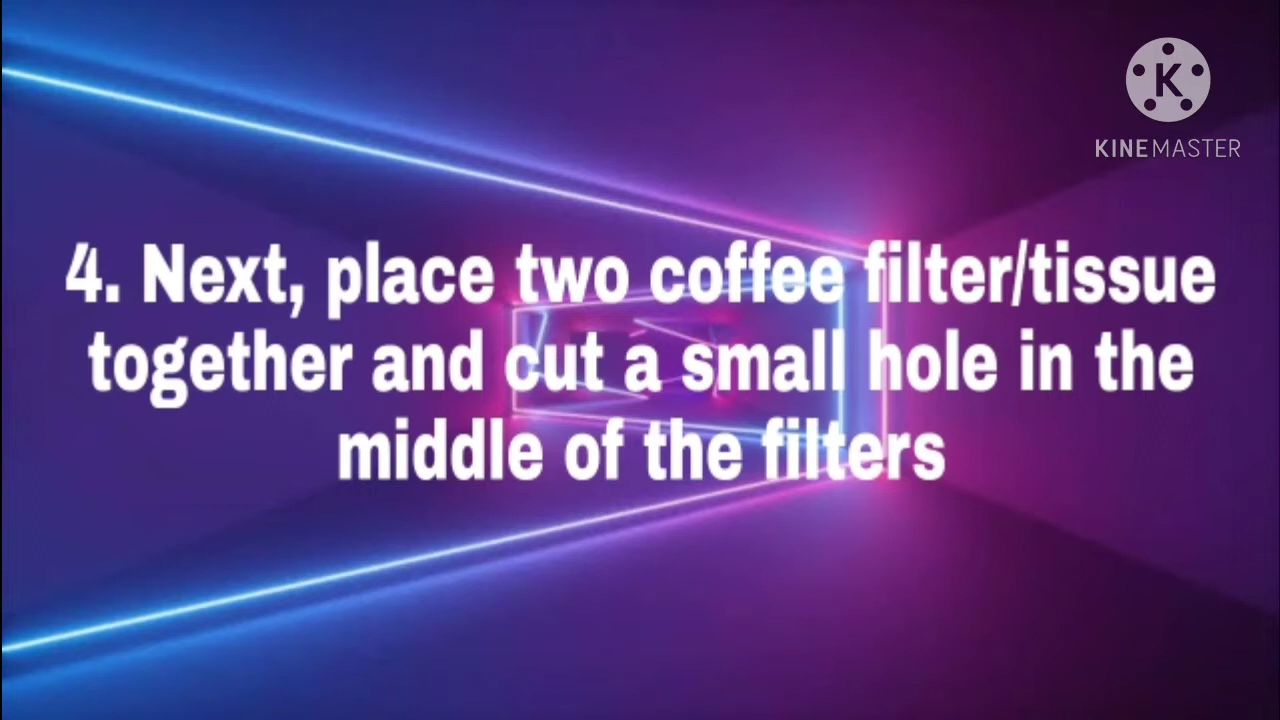 K
KINEMASTER
4. Next, place two coffee filter/tissue
together and cut a small hole in the
middle of the filters